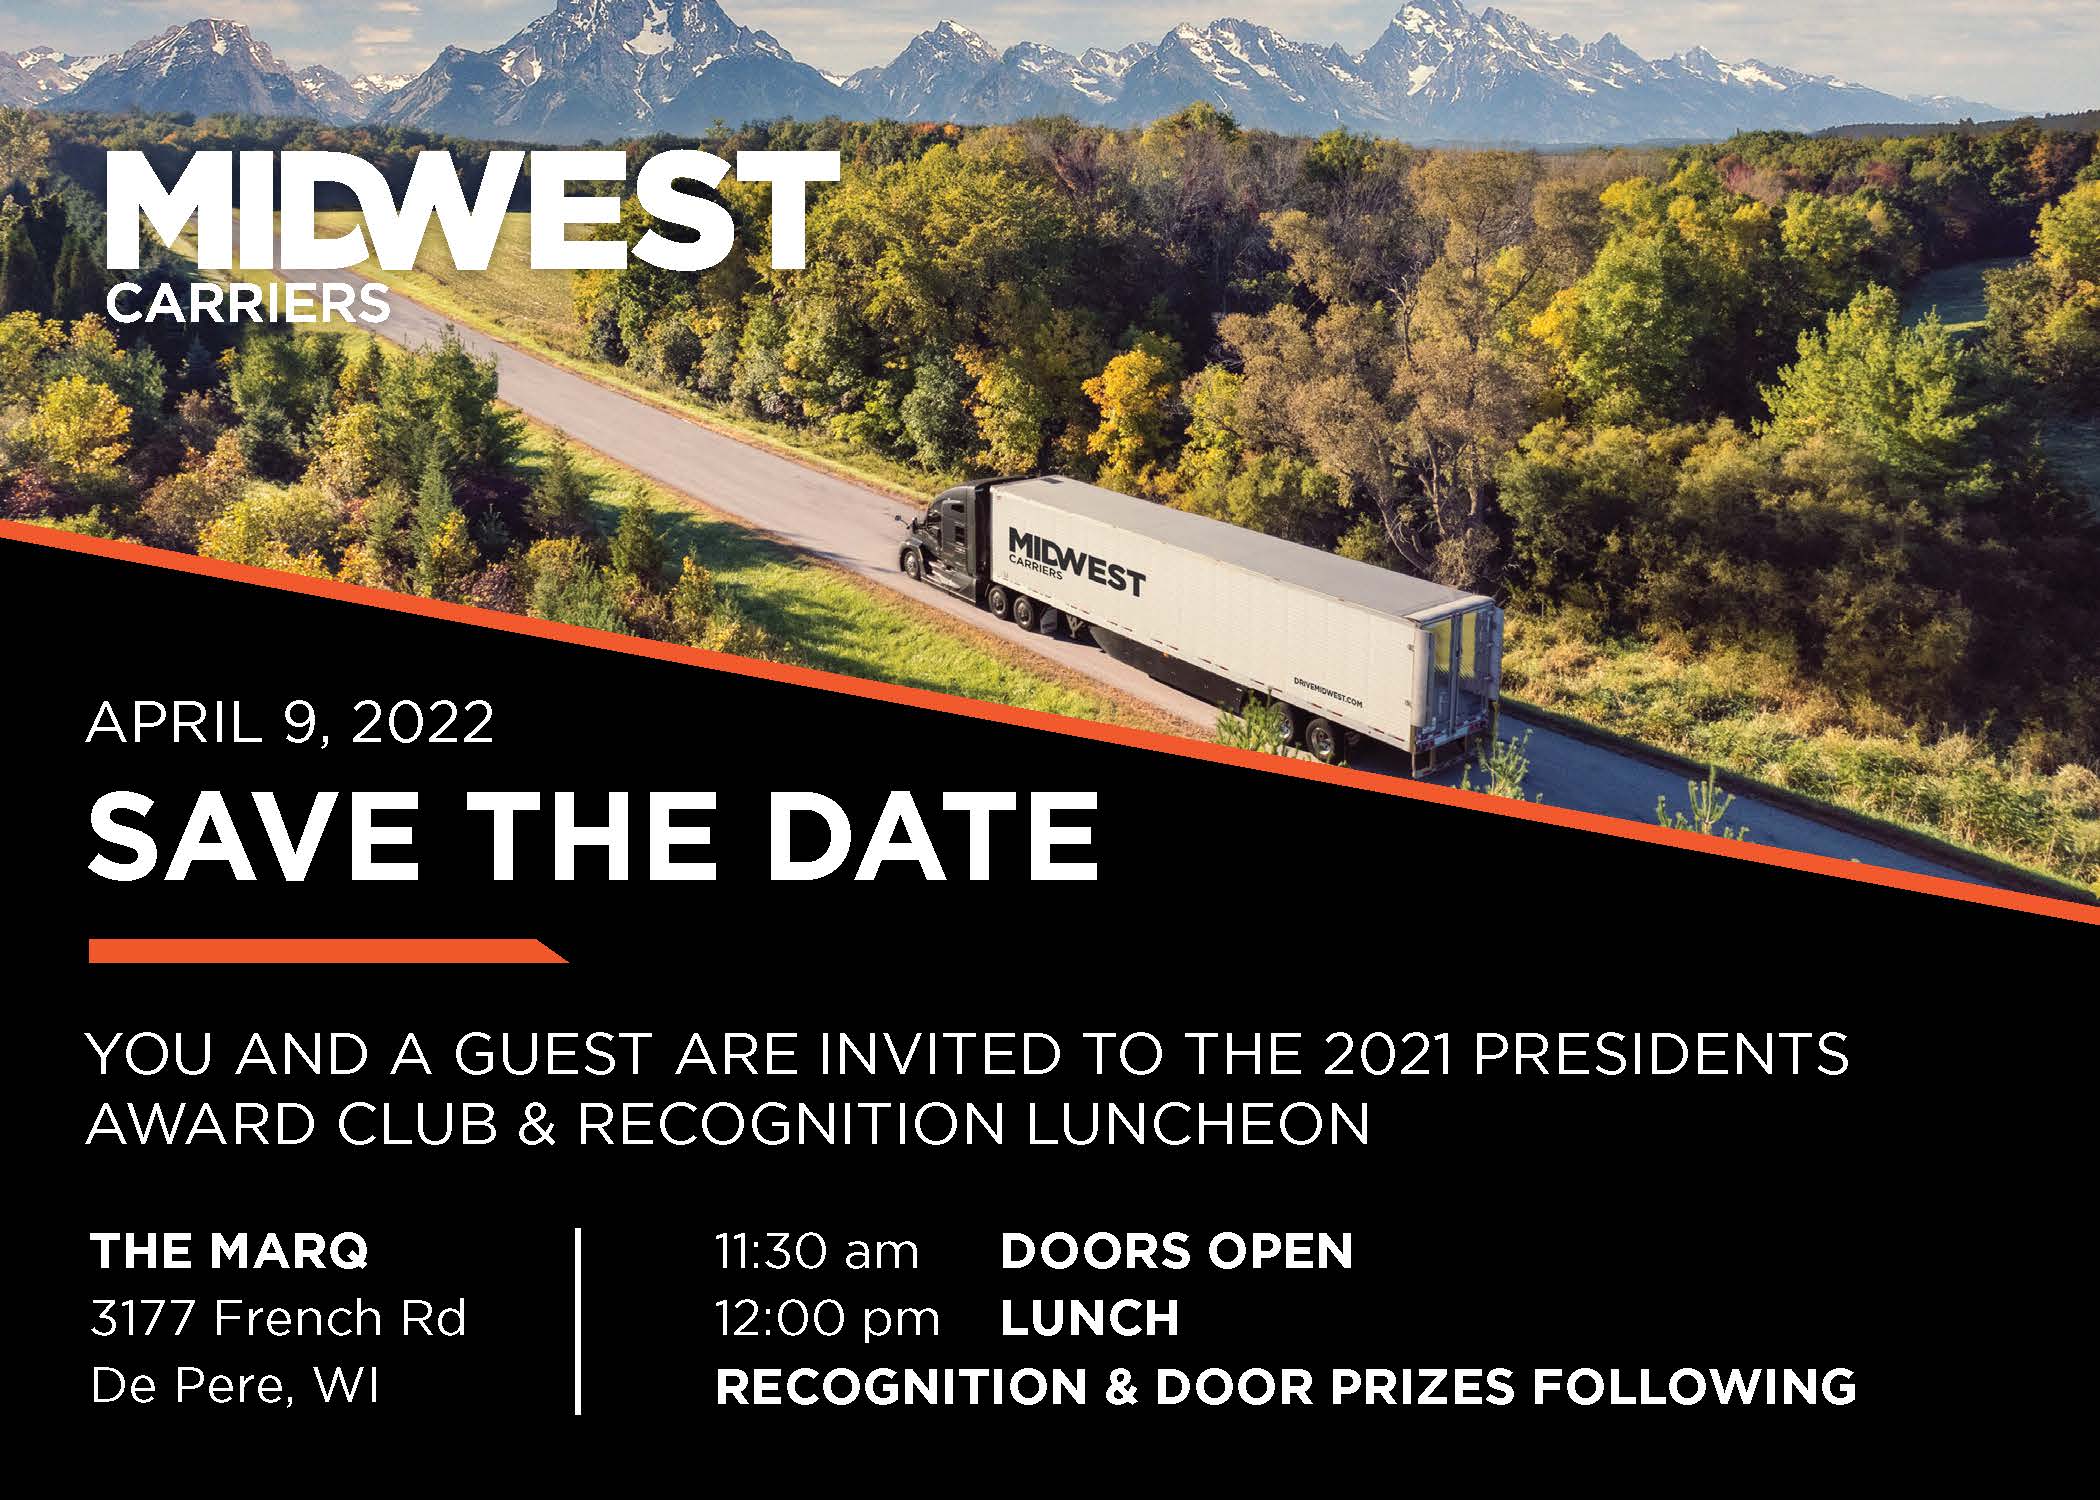 MIDWEST
CARRIERS
MIDWEST
CARRIERS
DRIVEMIDWEST.COM
APRIL 9, 2022
SAVE THE DATE
YOU AND A GUEST ARE INVITED TO THE 2021 PRESIDENTS
AWARD CLUB & RECOGNITION LUNCHEON
THE MARQ
3177 French Rd
De Pere, WI
11:30 am DOORS OPEN
12:00 pm LUNCH
RECOGNITION & DOOR PRIZES FOLLOWING